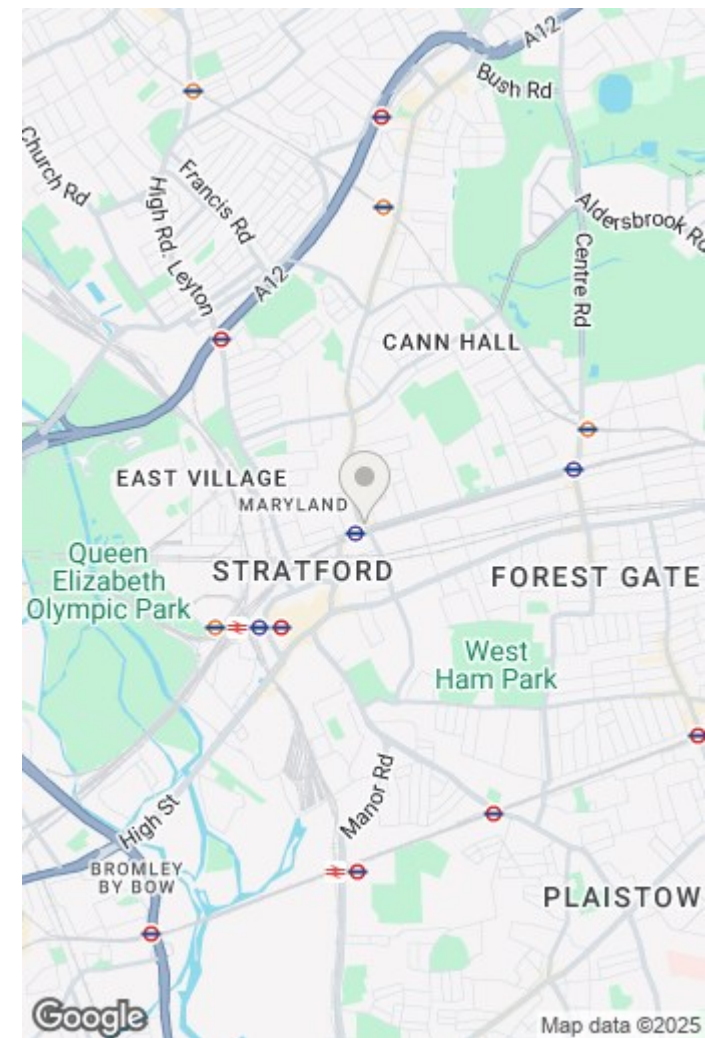 A12
Bush Rd
Church Rd
Francis Rd
High Rd. Leyton
Aldersbrook Rd
Centre Rd
A12
CANN HALL
EAST VILLAGE
MARYLAND
Queen
Elizabeth
Olympic Park
STRATFORD
FOREST GATE
West
Ham Park
Manor Rd
High St
BROMLEY
BY BOW
PLAISTOW
Google
Map data ©2025